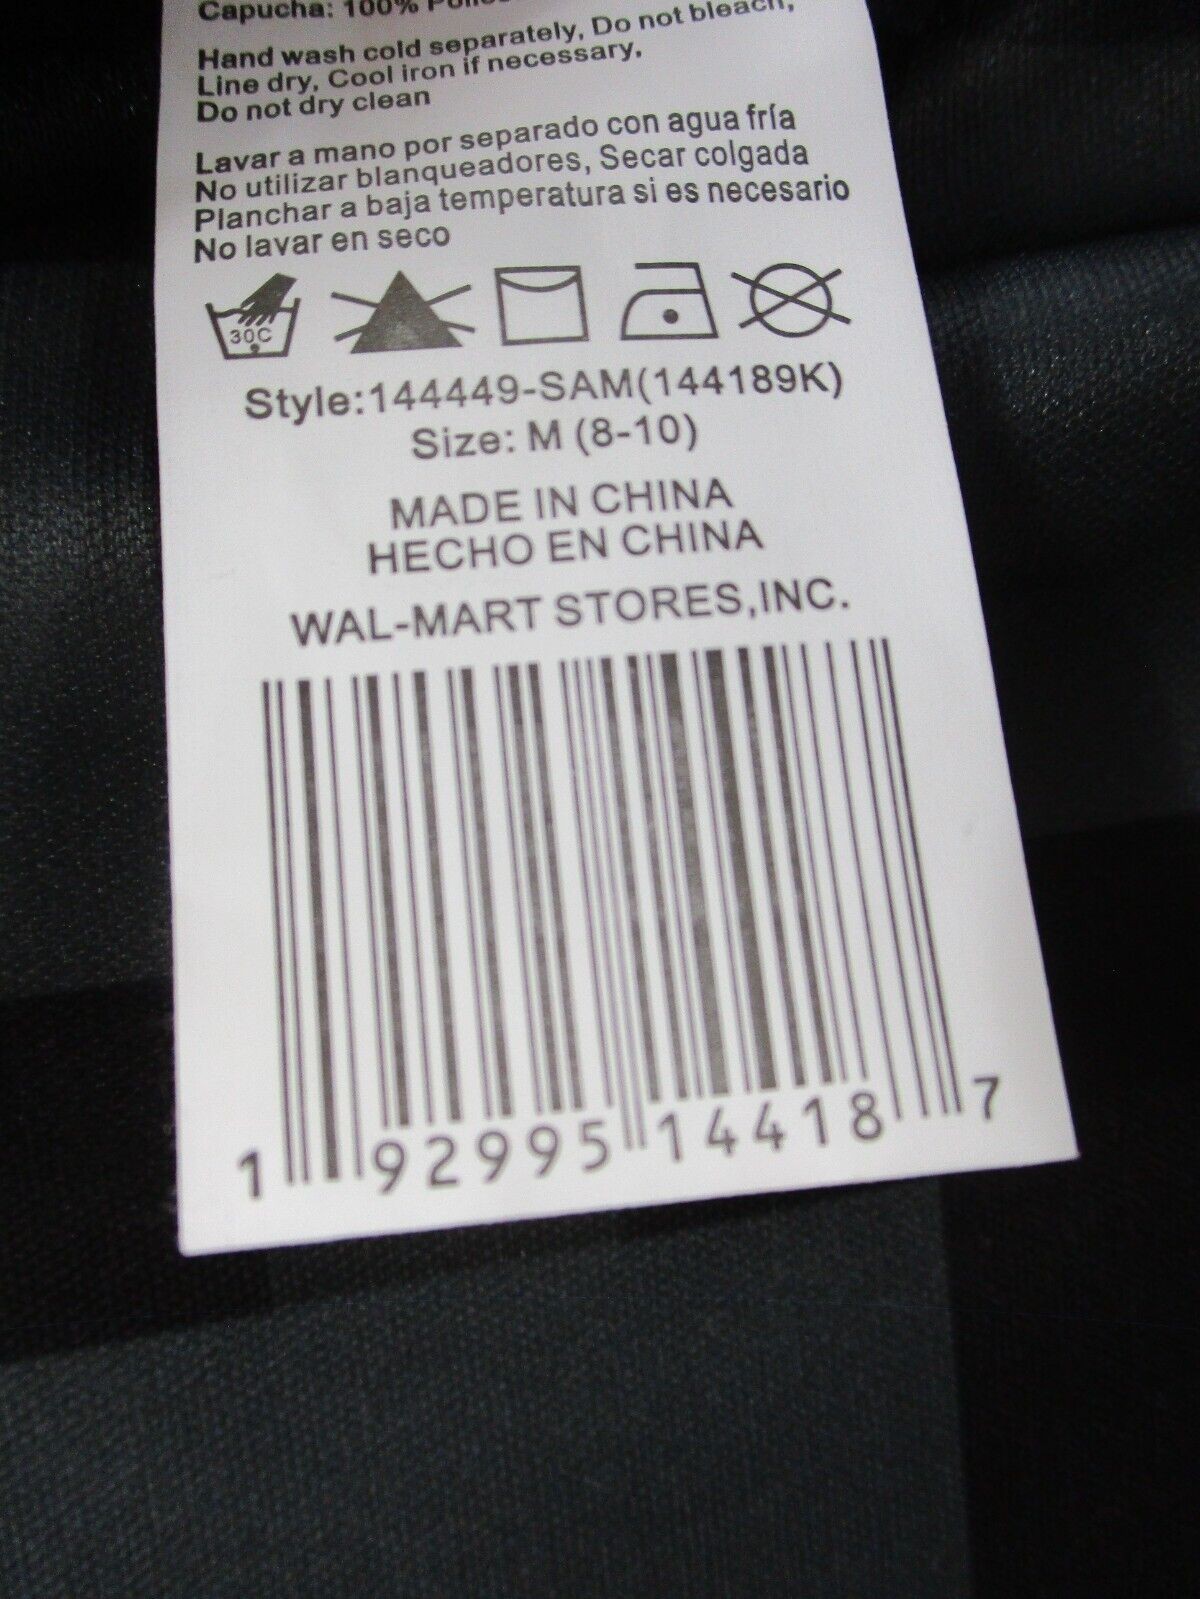 Capucha: 100%
Hand wash cold separately, Do not bleach,
Line dry, Cool iron if necessary,
Do not dry clean
Lavar a mano por separado con agua fría
No utilizar blanqueadores, Secar colgada
Planchar a baja temperatura si es necesario
No lavar en seco
30C
Style:144449-SAM(144189K)
Size: M (8-10)
MADE IN CHINA
HECHO EN CHINA
WAL-MART STORES,INC.
1 92995 14418 7